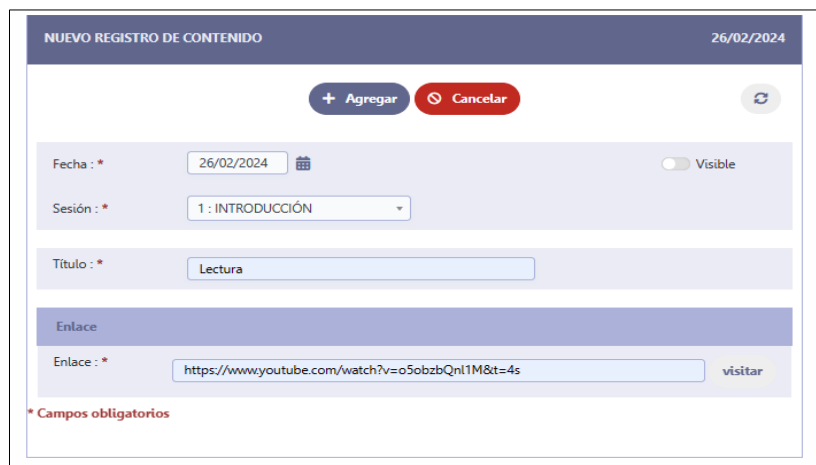 NUEVO REGISTRO DE CONTENIDO 26/02/2024
+ Agregar Cancelar
Fecha : * 26/02/2024 Visible
Sesión : * 1 : INTRODUCCIÓN
Título : * Lectura
Enlace
Enlace : * https://www.youtube.com/watch?v=o5obzbQnl1M&t=4s visitar
* Campos obligatorios